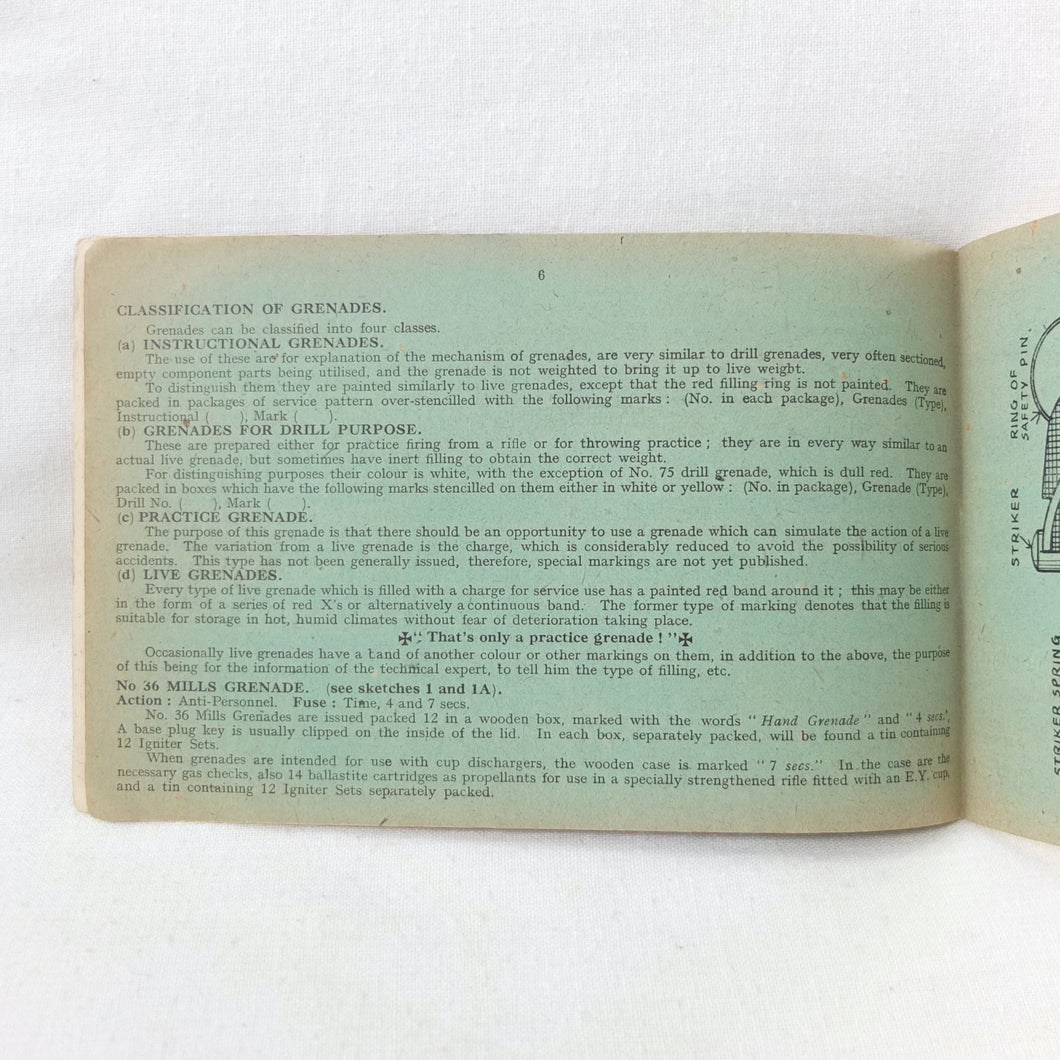 6
CLASSIFICATION OF GRENADES.
Grenades can be classified into four classes.
(a) INSTRUCTIONAL GRENADES.
The use of these are for explanation of the mechanism of grenades, are very similar to drill grenades, very often sectioned,
empty component parts being utilised, and the grenade is not weighted to bring it up to live weight.
To distinguish them they are painted similarly to live grenades, except that the red filling ring is not painted. They are
packed in packages of service pattern over-stencilled with the following marks : (No. in each package), Grenades (Type),
Instructional ( ), Mark ( ).
(b) GRENADES FOR DRILL PURPOSE.
These are prepared either for practice firing from a rifle or for throwing practice ; they are in every way similar to an
actual live grenade, but sometimes have inert filling to obtain the correct weight.
For distinguishing purposes their colour is white, with the exception of No. 75 drill grenade, which is dull red. They are
packed in boxes which have the following marks stencilled on them either in white or yellow : (No. in package), Grenade (Type),
Drill No. ( ), Mark ( ).
(c) PRACTICE GRENADE.
The purpose of this grenade is that there should be an opportunity to use a grenade which can simulate the action of a live
grenade. The variation from a live grenade is the charge, which is considerably reduced to avoid the possibility of serious
accidents. This type has not been generally issued, therefore, special markings are not yet published.
(d) LIVE GRENADES.
Every type of live grenade which is filled with a charge for service use has a painted red band around it ; this may be either
in the form of a series of red X's or alternatively a continuous band. The former type of marking denotes that the filling is
suitable for storage in hot, humid climates without fear of deterioration taking place.
✠" That's only a practice grenade ! "✠
Occasionally live grenades have a band of another colour or other markings on them, in addition to the above, the purpose
of this being for the information of the technical expert, to tell him the type of filling, etc.
No 36 MILLS GRENADE. (see sketches 1 and 1A).
Action : Anti-Personnel. Fuse : Time, 4 and 7 secs.
No. 36 Mills Grenades are issued packed 12 in a wooden box, marked with the words " Hand Grenade " and " 4 secs.',
A base plug key is usually clipped on the inside of the lid. In each box, separately packed, will be found a tin containing
12 Igniter Sets.
When grenades are intended for use with cup dischargers, the wooden case is marked " 7 secs." In the case are the
necessary gas checks, also 14 ballastite cartridges as propellants for use in a specially strengthened rifle fitted with an E.Y. cup,
and a tin containing 12 Igniter Sets separately packed.
RING OF
SAFETY PIN.
STRIKER
STRIKER SPRING